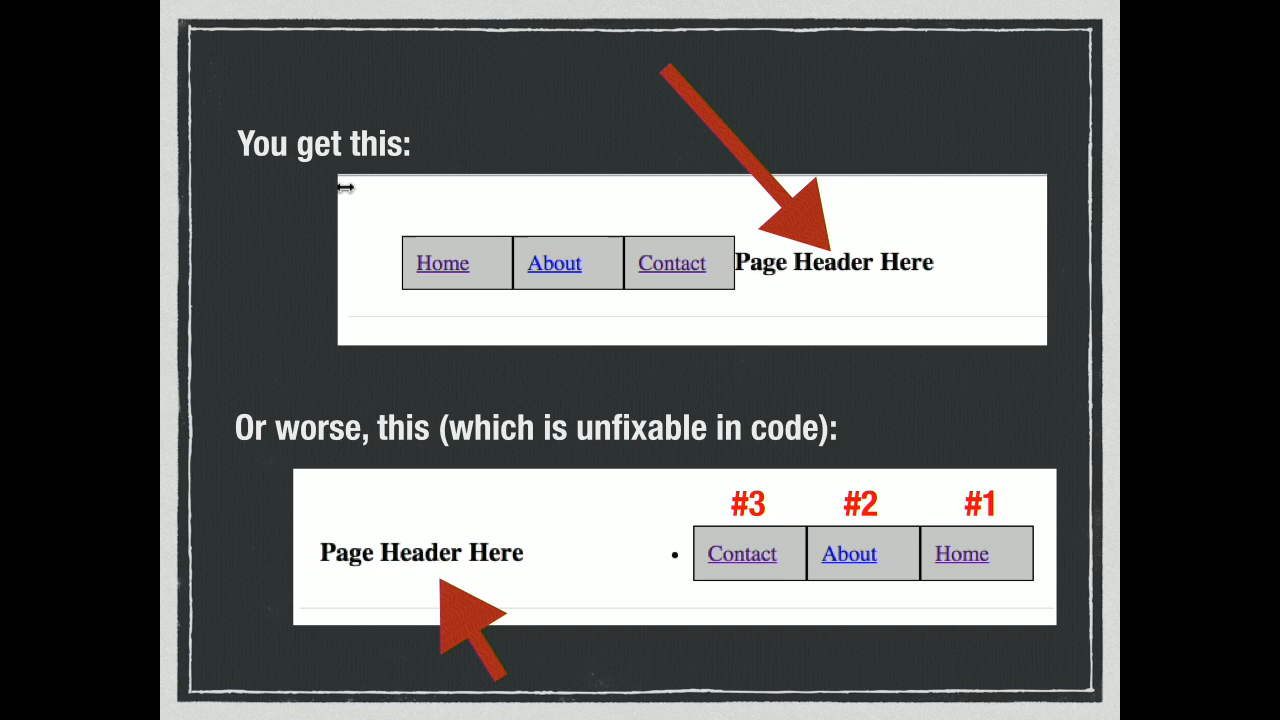 You get this:
Home About Contact Page Header Here
Or worse, this (which is unfixable in code):
#3 #2 #1
Page Header Here • Contact About Home